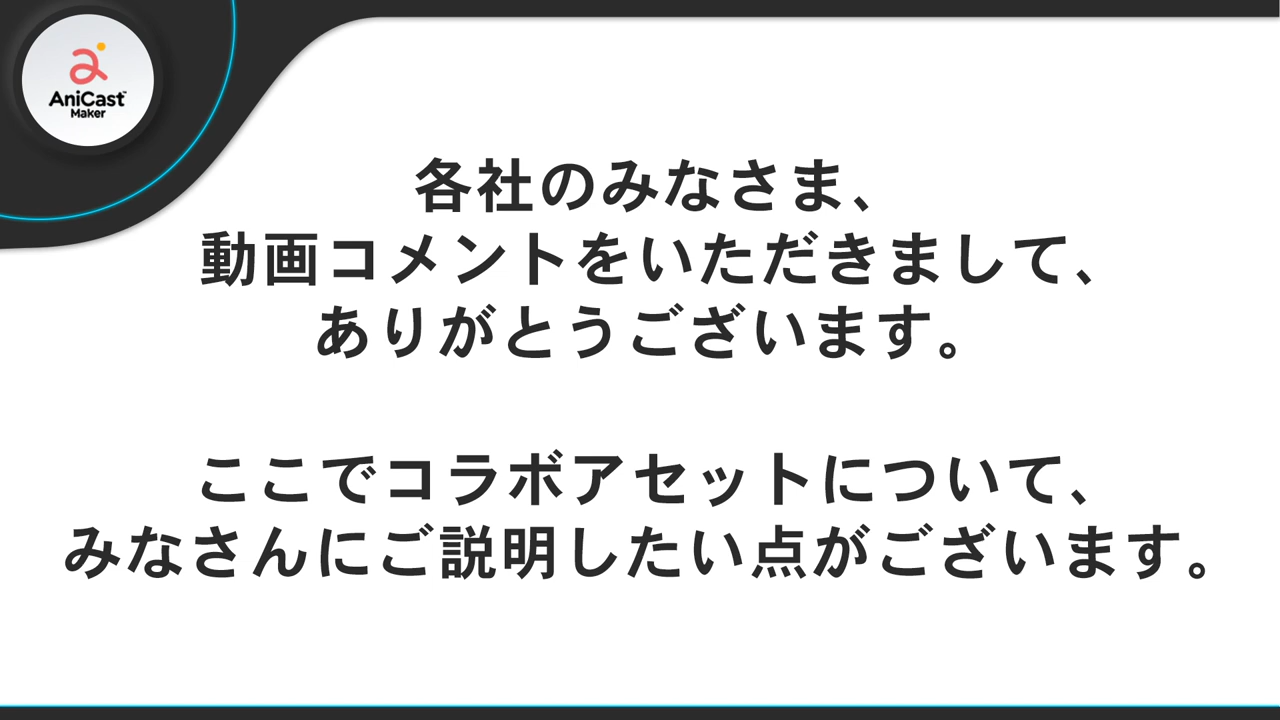 AniCast™
Maker
各社のみなさま、
動画コメントをいただきまして、
ありがとうございます。
ここでコラボアセットについて、
みなさんにご説明したい点がございます。